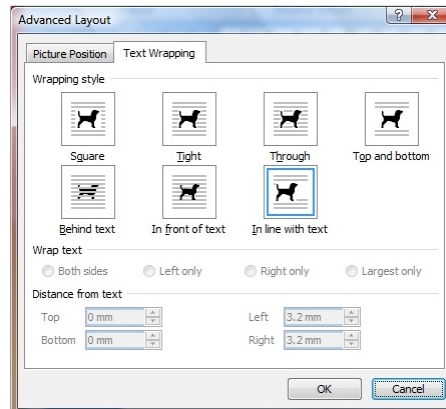 Advanced Layout
Picture Position Text Wrapping
Wrapping style
Square Tight Through Top and bottom
Behind text In front of text In line with text
Wrap text
Both sides Left only Right only Largest only
Distance from text
Top 0 mm Left 3.2 mm
Bottom 0 mm Right 3.2 mm
OK Cancel